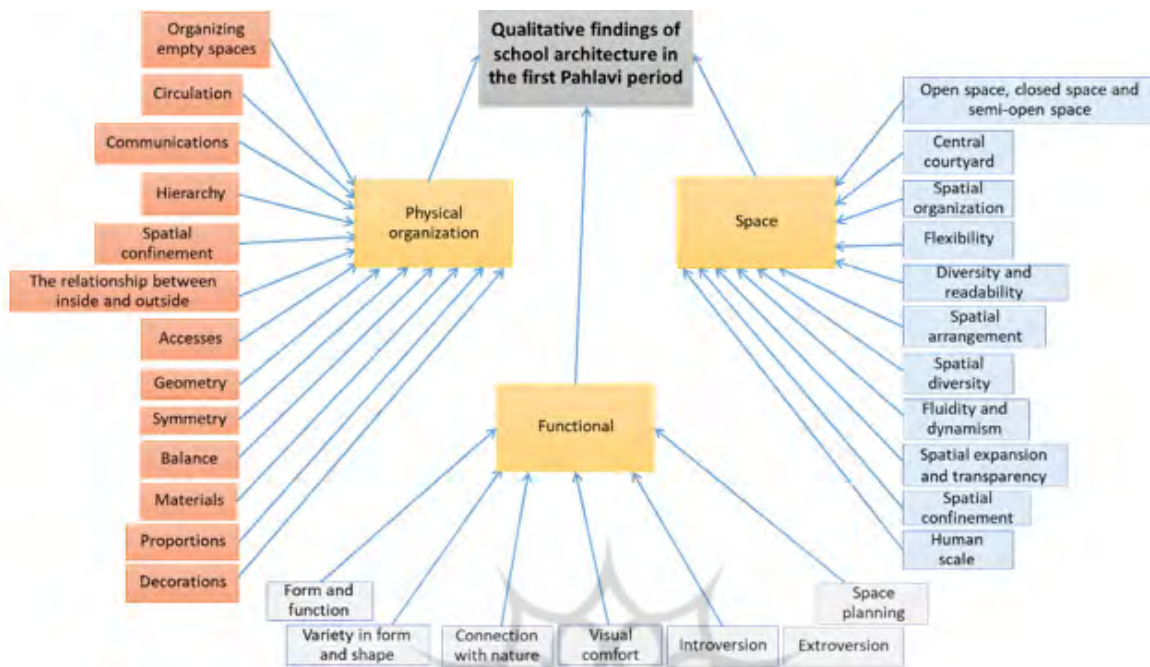 Qualitative findings of
school architecture in
the first Pahlavi period
Organizing
empty spaces
Circulation
Communications
Hierarchy
Spatial
confinement
The relationship between
inside and outside
Accesses
Geometry
Symmetry
Balance
Materials
Proportions
Decorations
Physical
organization
Functional
Space
Open space, closed space and
semi-open space
Central
courtyard
Spatial
organization
Flexibility
Diversity and
readability
Spatial
arrangement
Spatial
diversity
Fluidity and
dynamism
Spatial expansion
and transparency
Spatial
confinement
Human
scale
Form and
function
Variety in form
and shape
Connection
with nature
Visual
comfort
Introversion
Extroversion
Space
planning